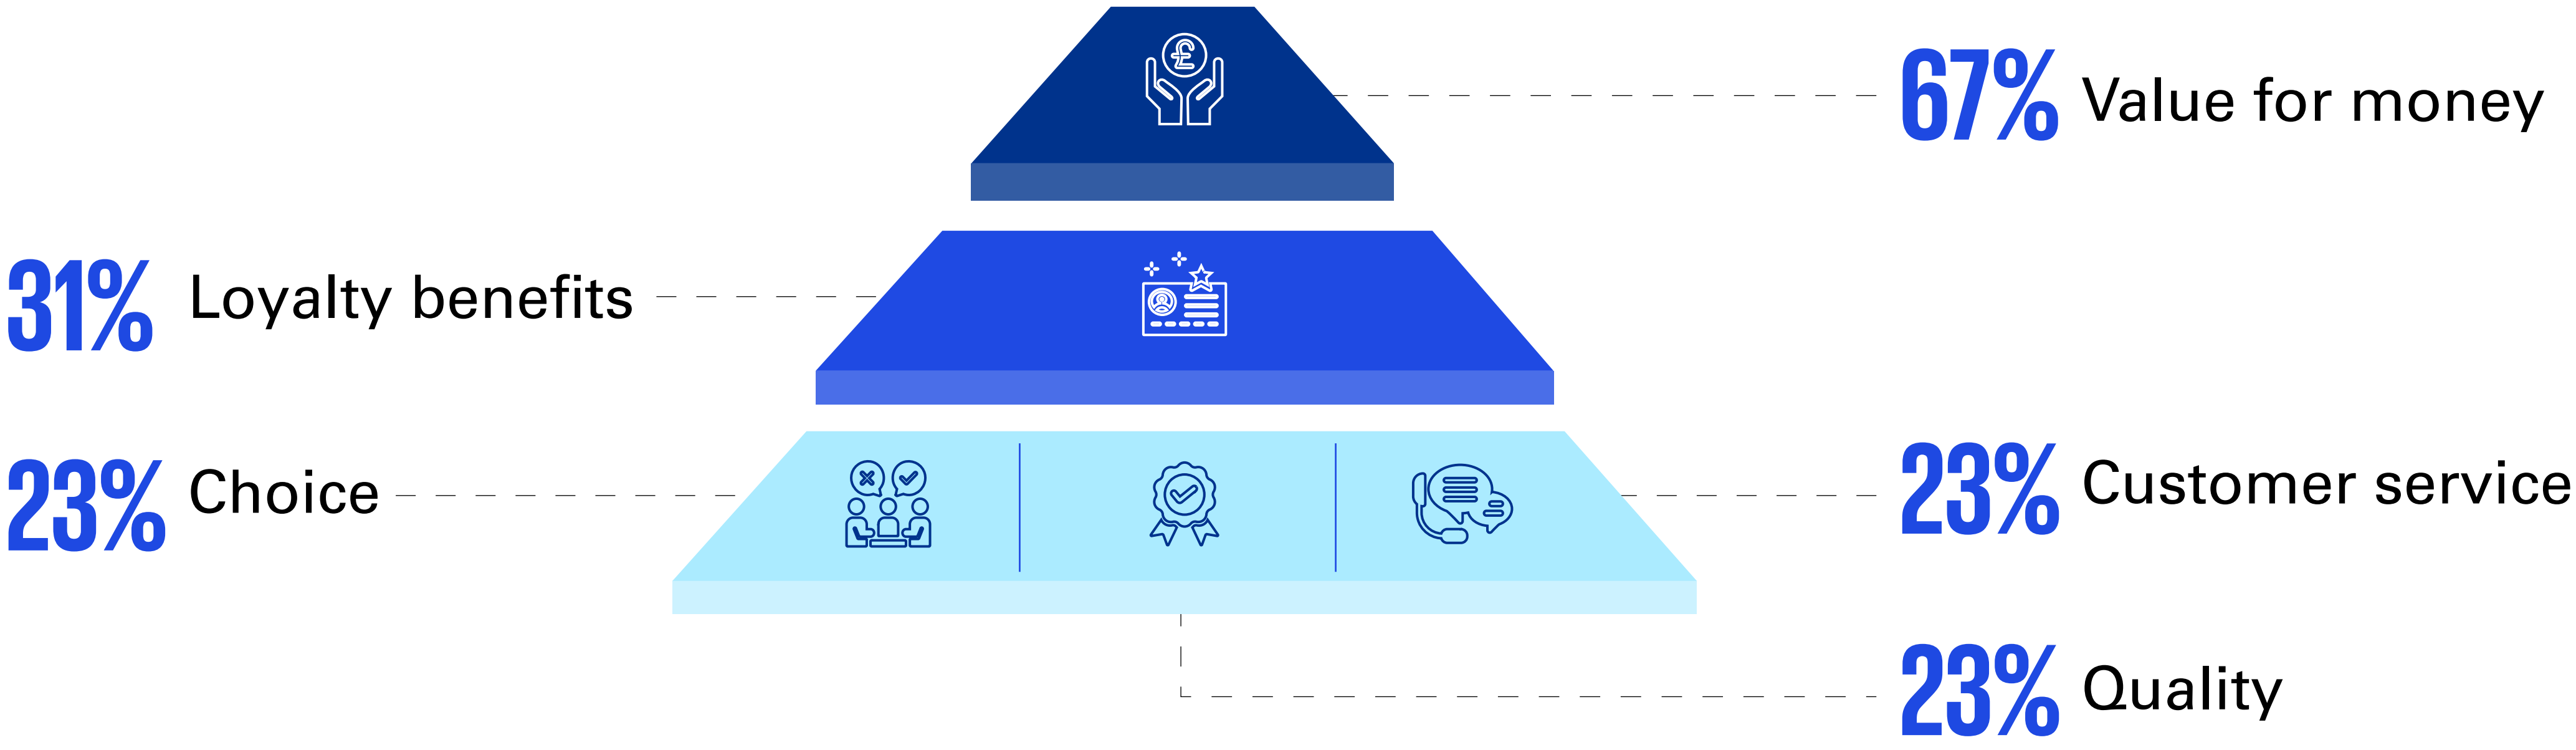 67% Value for money
31% Loyalty benefits
23% Choice
23% Customer service
23% Quality
£